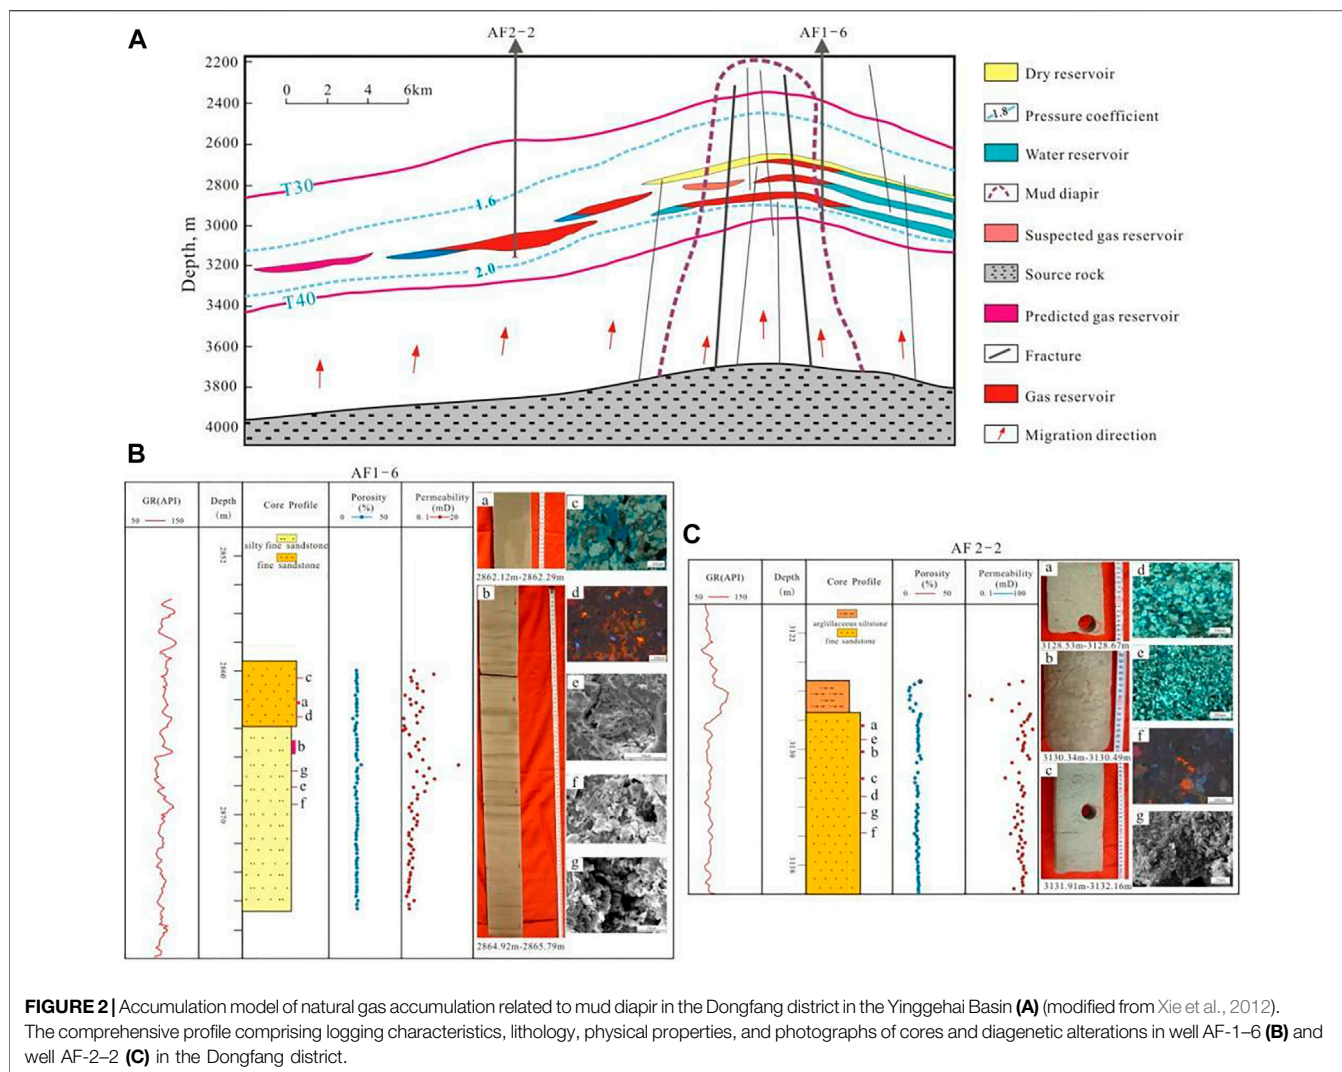 A
AF2-2
AF1-6
2200
2400
2600
2800
3000
3200
3400
3600
3800
4000
Depth, m
0 2 4 6km
T30
1.6
2.0
T40
Dry reservoir
1.8
Pressure coefficient
Water reservoir
Mud diapir
Suspected gas reservoir
Source rock
Predicted gas reservoir
Fracture
Gas reservoir
Migration direction
B
AF1-6
GR(API)
50 150
Depth
(m)
Core Profile
Porosity
(%)
0 50
Permeability
(mD)
0.1 20
silty fine sandstone
fine sandstone
2852
2860
2870
c
a
d
b
g
e
f
a
2862.12m-2862.29m
b
2864.92m-2865.79m
c
d
e
f
g
C
AF2-2
GR(API)
50 150
Depth
(m)
Core Profile
Porosity
(%)
0 50
Permeability
(mD)
0.1 100
arglillaceous siltstone
fine sandstone
3122
3130
3138
a
e
b
c
d
g
f
a
3128.53m-3128.67m
b
3130.34m-3130.49m
c
3131.91m-3132.16m
d
e
f
g
FIGURE 2 | Accumulation model of natural gas accumulation related to mud diapir in the Dongfang district in the Yinggehai Basin (A) (modified from Xie et al., 2012).
The comprehensive profile comprising logging characteristics, lithology, physical properties, and photographs of cores and diagenetic alterations in well AF-1–6 (B) and
well AF-2–2 (C) in the Dongfang district.